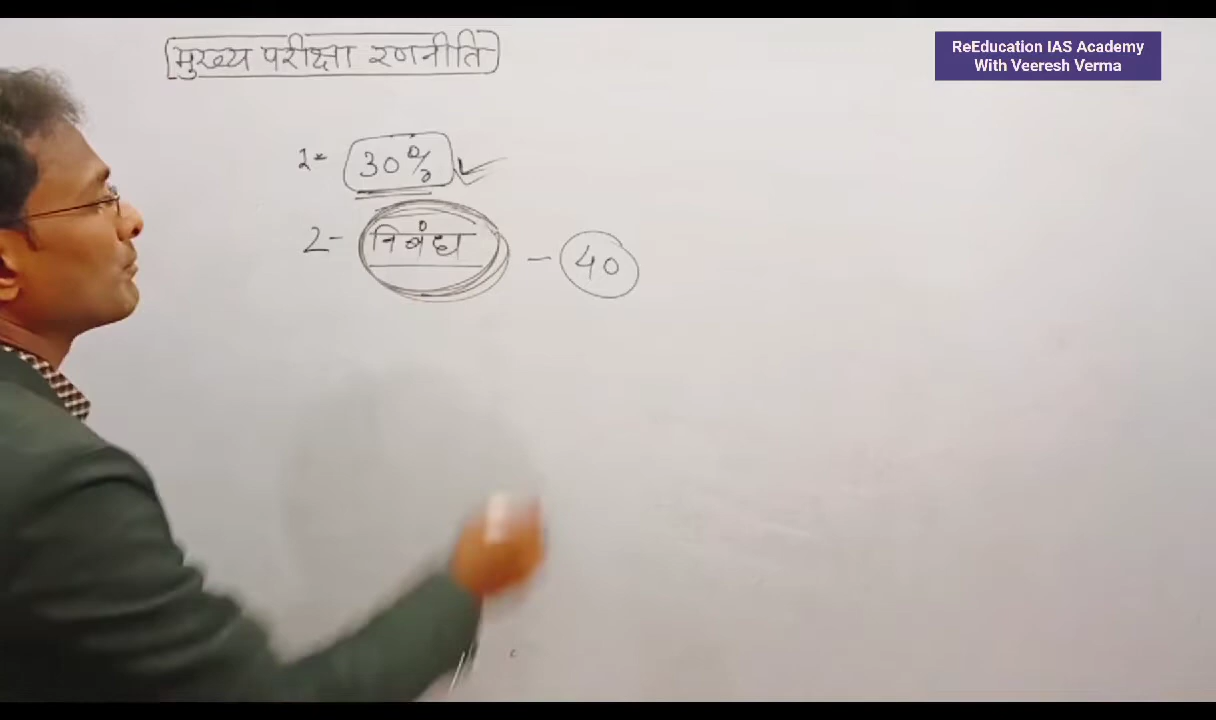 मुख्य परीक्षा रणनीति
ReEducation IAS Academy
With Veeresh Verma
1- 30%
2- निबंध - 40